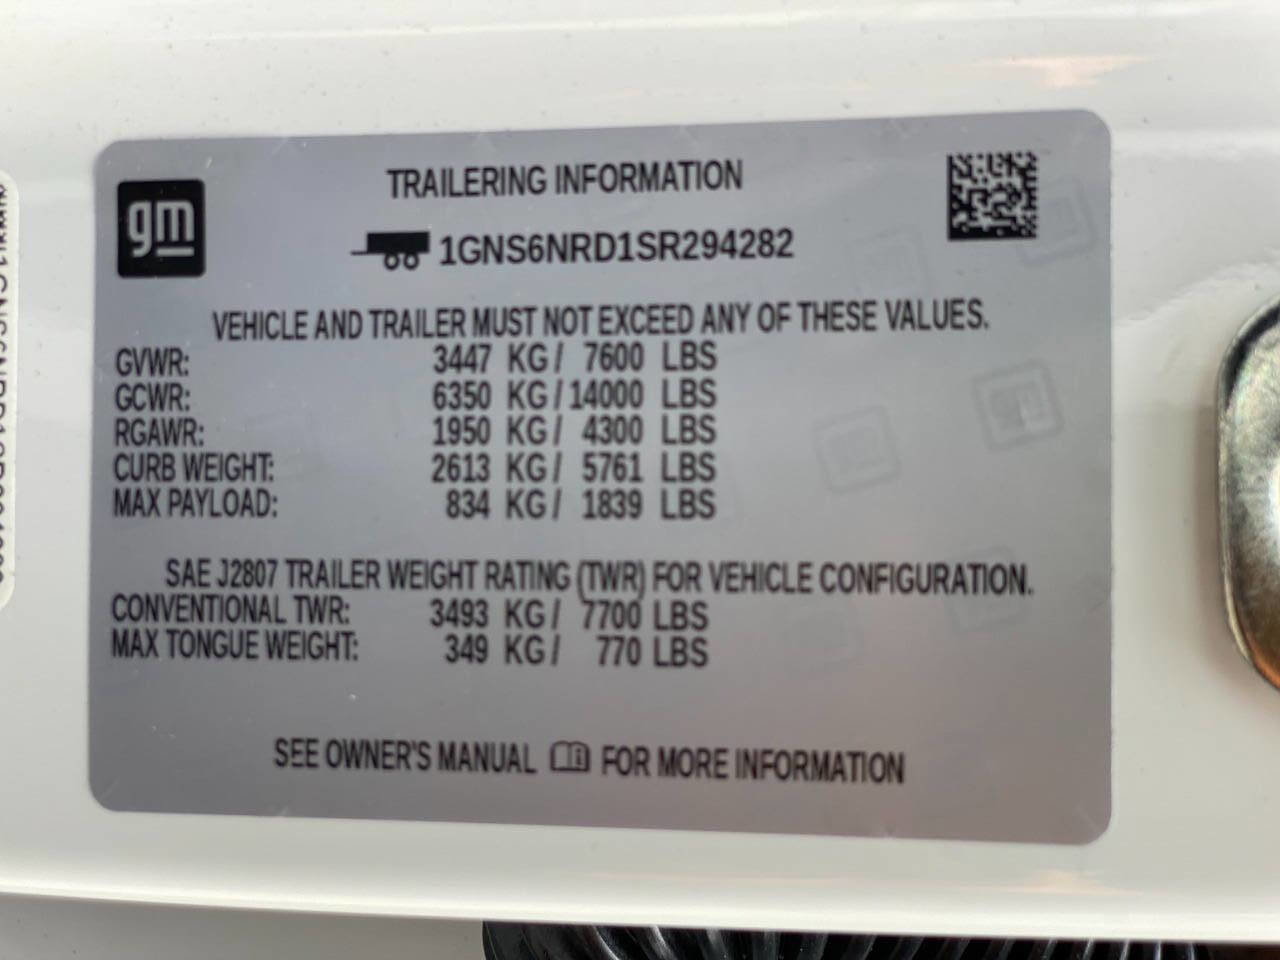 gm
TRAILERING INFORMATION
1GNS6NRD1SR294282
VEHICLE AND TRAILER MUST NOT EXCEED ANY OF THESE VALUES.
GVWR: 3447 KG / 7600 LBS
GCWR: 6350 KG / 14000 LBS
RGAWR: 1950 KG / 4300 LBS
CURB WEIGHT: 2613 KG / 5761 LBS
MAX PAYLOAD: 834 KG / 1839 LBS
SAE J2807 TRAILER WEIGHT RATING (TWR) FOR VEHICLE CONFIGURATION.
CONVENTIONAL TWR: 3493 KG / 7700 LBS
MAX TONGUE WEIGHT: 349 KG / 770 LBS
SEE OWNER'S MANUAL FOR MORE INFORMATION